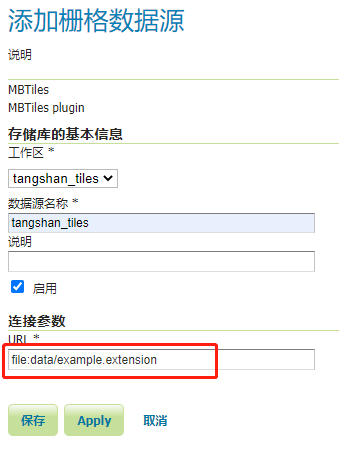 添加栅格数据源
说明
MBTiles
MBTiles plugin
存储库的基本信息
工作区 *
tangshan_tiles
数据源名称 *
tangshan_tiles
说明
启用
连接参数
URL *
file:data/example.extension
保存 Apply 取消